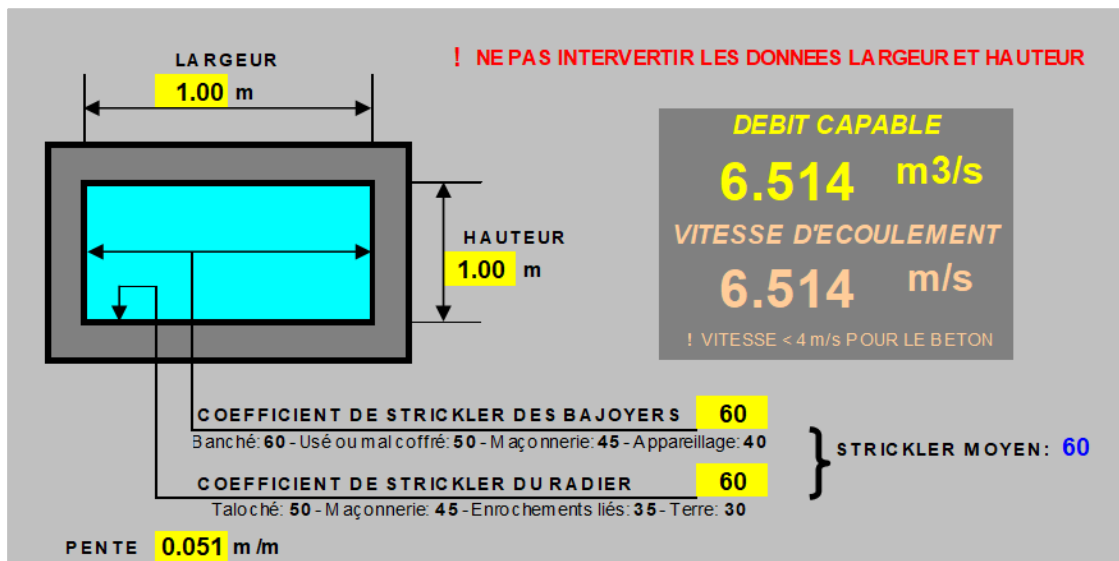 LARGEUR
1.00 m
! NE PAS INTERVERTIR LES DONNEES LARGEUR ET HAUTEUR
DEBIT CAPABLE
6.514 m3/s
VITESSE D'ECOULEMENT
6.514 m/s
! VITESSE < 4 m/s POUR LE BETON
HAUTEUR
1.00 m
COEFFICIENT DE STRICKLER DES BAJOYERS 60
Banché: 60 - Usé ou mal coffré: 50 - Maçonnerie: 45 - Appareillage: 40
STRICKLER MOYEN: 60
COEFFICIENT DE STRICKLER DU RADIER 60
Taloché: 50 - Maçonnerie: 45 - Enrochements liés: 35 - Terre: 30
PENTE 0.051 m/m